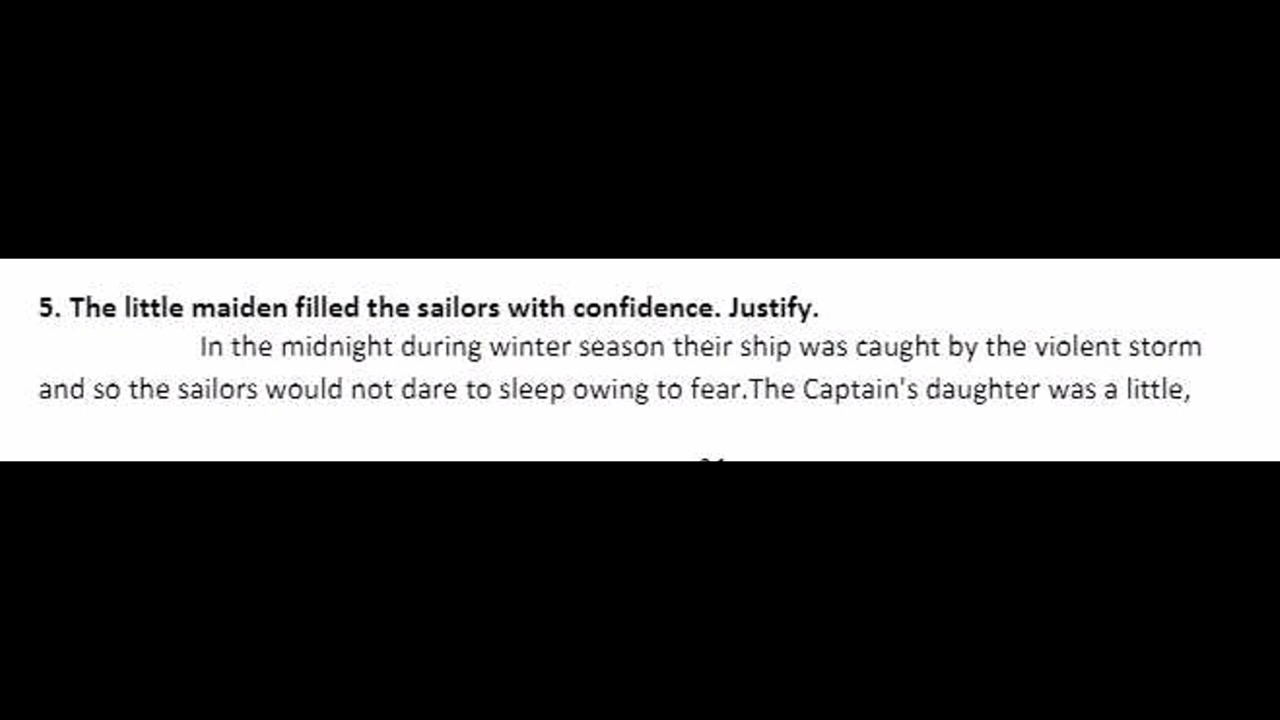 5. The little maiden filled the sailors with confidence. Justify.
In the midnight during winter season their ship was caught by the violent storm
and so the sailors would not dare to sleep owing to fear.The Captain's daughter was a little,